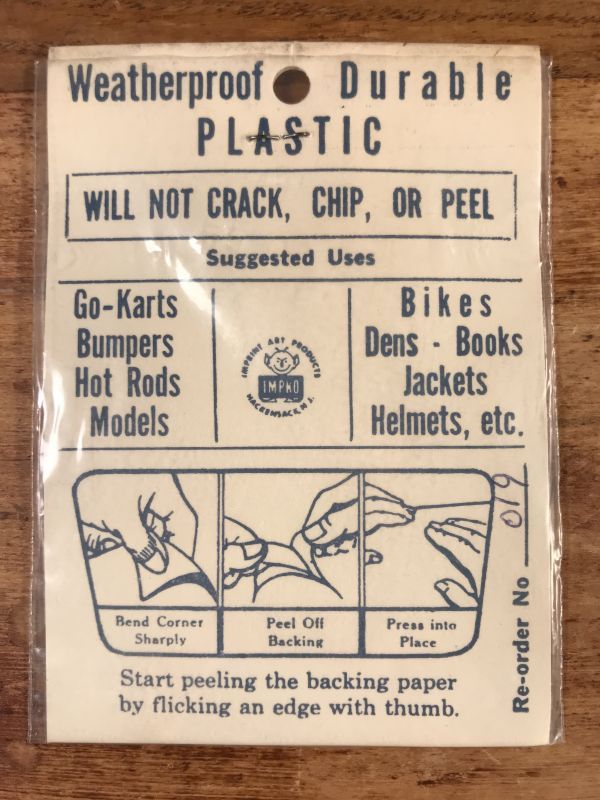 Weatherproof Durable
PLASTIC
WILL NOT CRACK, CHIP, OR PEEL
Suggested Uses
Go-Karts
Bumpers
Hot Rods
Models
IMPRINT ART PRODUCTS
IMPKO
HACKENSACK, N.J.
Bikes
Dens - Books
Jackets
Helmets, etc.
Bend Corner
Sharply
Peel Off
Backing
Press into
Place
Start peeling the backing paper
by flicking an edge with thumb.
Re-order No 019